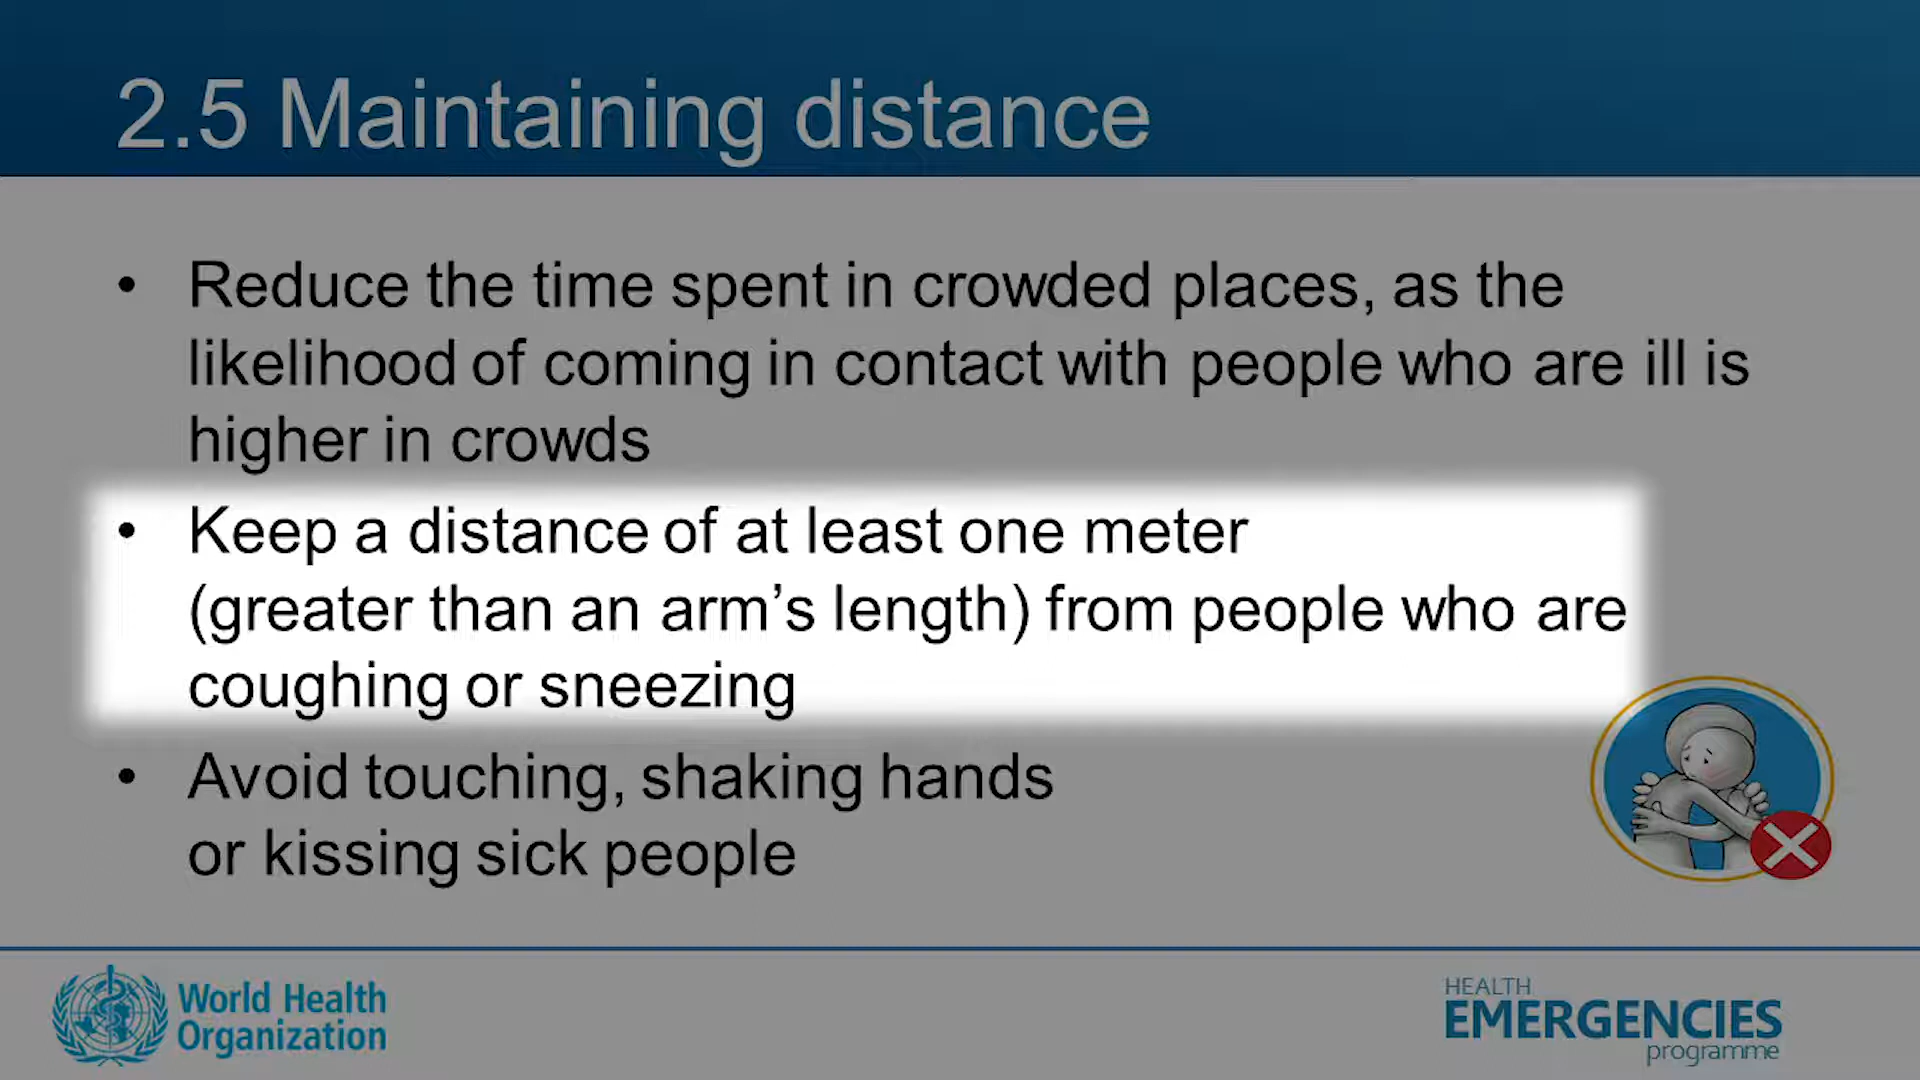 2.5 Maintaining distance
• Reduce the time spent in crowded places, as the
likelihood of coming in contact with people who are ill is
higher in crowds
• Keep a distance of at least one meter
(greater than an arm’s length) from people who are
coughing or sneezing
• Avoid touching, shaking hands
or kissing sick people
World Health
Organization
HEALTH
EMERGENCIES
programme